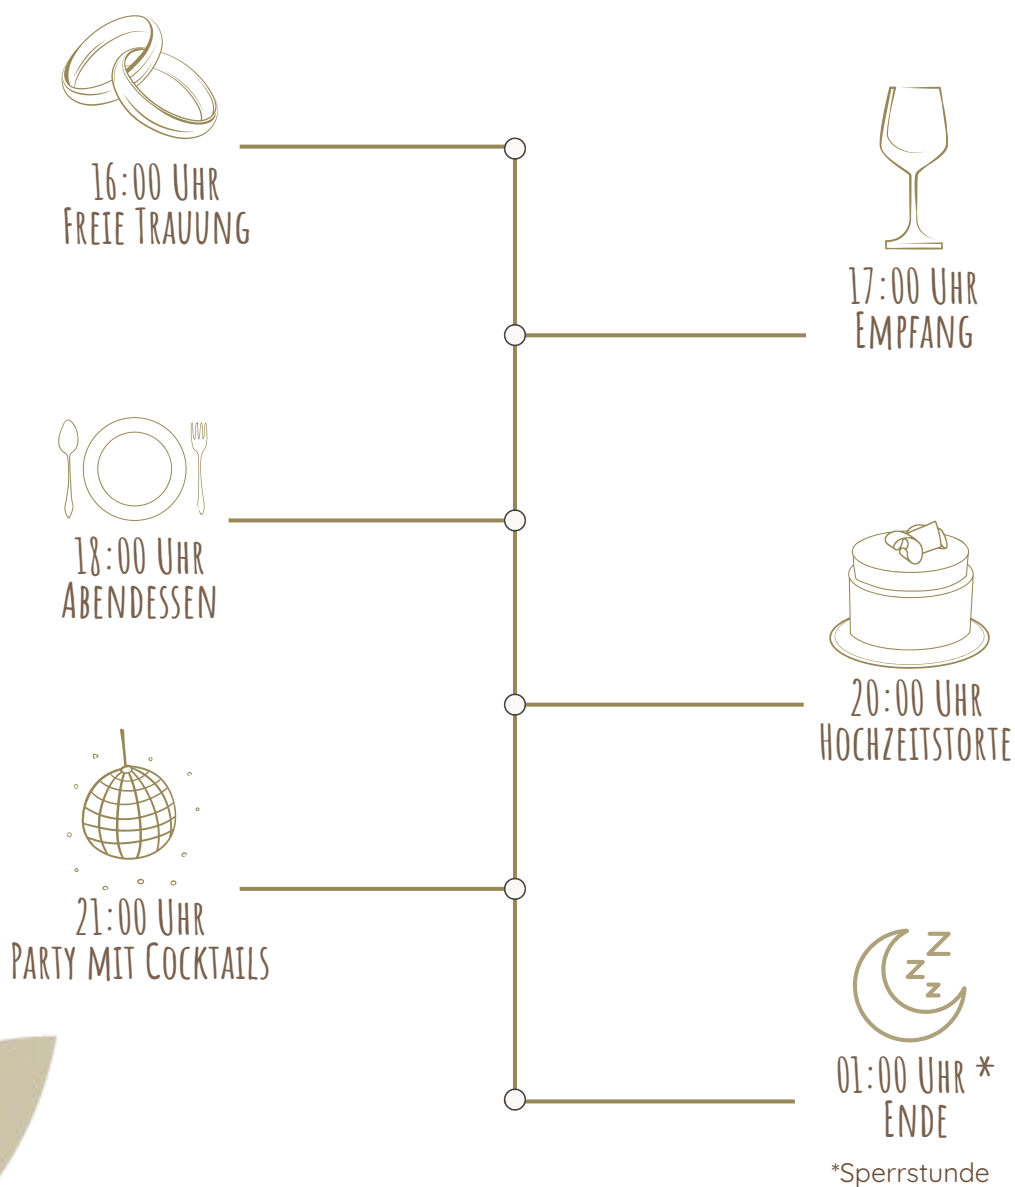 16:00 Uhr
Freie Trauung
17:00 Uhr
Empfang
18:00 Uhr
Abendessen
20:00 Uhr
Hochzeitstorte
21:00 Uhr
Party mit Cocktails
Z
Z
Z
01:00 Uhr *
Ende
*Sperrstunde